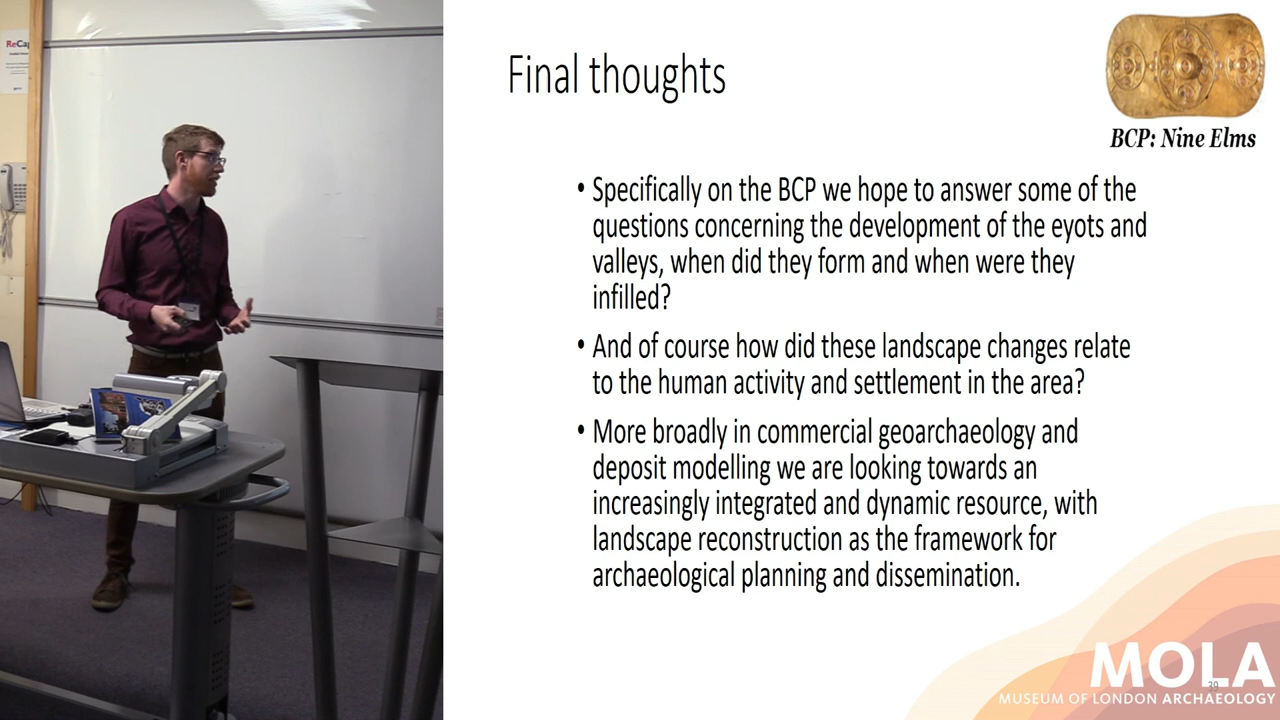 ReCap
Final thoughts
BCP: Nine Elms
• Specifically on the BCP we hope to answer some of the
questions concerning the development of the eyots and
valleys, when did they form and when were they
infilled?
• And of course how did these landscape changes relate
to the human activity and settlement in the area?
• More broadly in commercial geoarchaeology and
deposit modelling we are looking towards an
increasingly integrated and dynamic resource, with
landscape reconstruction as the framework for
archaeological planning and dissemination.
MOLA
39
MUSEUM OF LONDON ARCHAEOLOGY